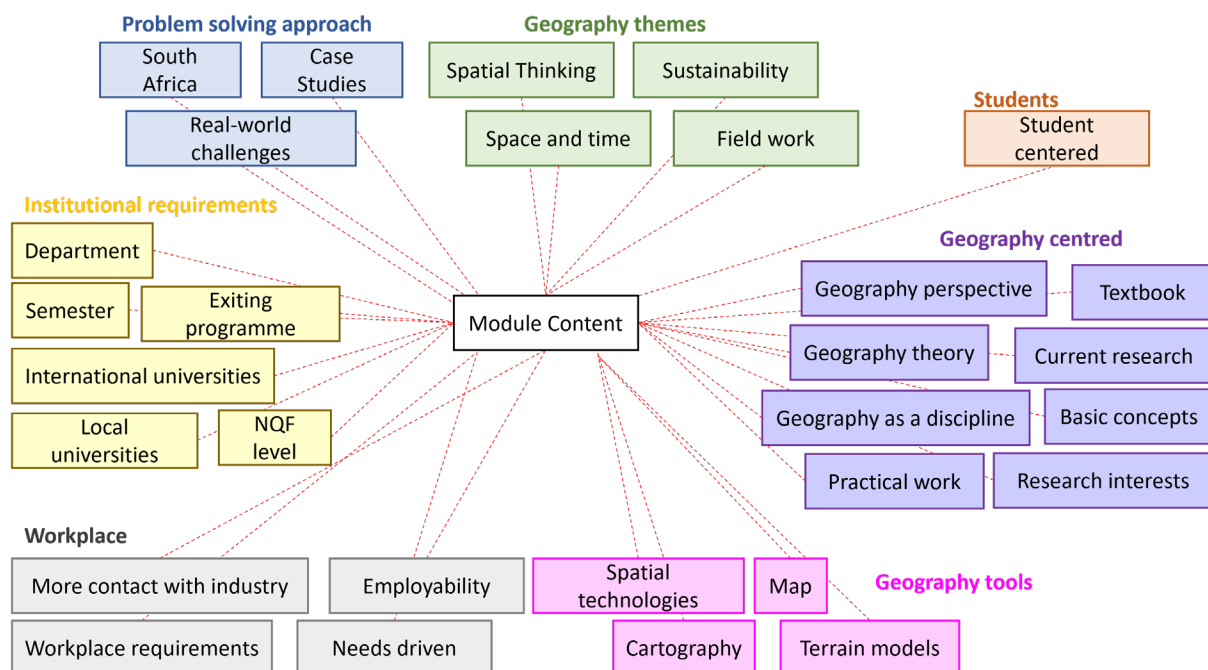 Problem solving approach
South
Africa
Case
Studies
Real-world
challenges
Geography themes
Spatial Thinking
Sustainability
Space and time
Field work
Students
Student
centered
Institutional requirements
Department
Semester
Exiting
programme
International universities
Local
universities
NQF
level
Module Content
Geography centred
Geography perspective
Textbook
Geography theory
Current research
Geography as a discipline
Basic concepts
Practical work
Research interests
Workplace
More contact with industry
Employability
Workplace requirements
Needs driven
Spatial
technologies
Map
Geography tools
Cartography
Terrain models